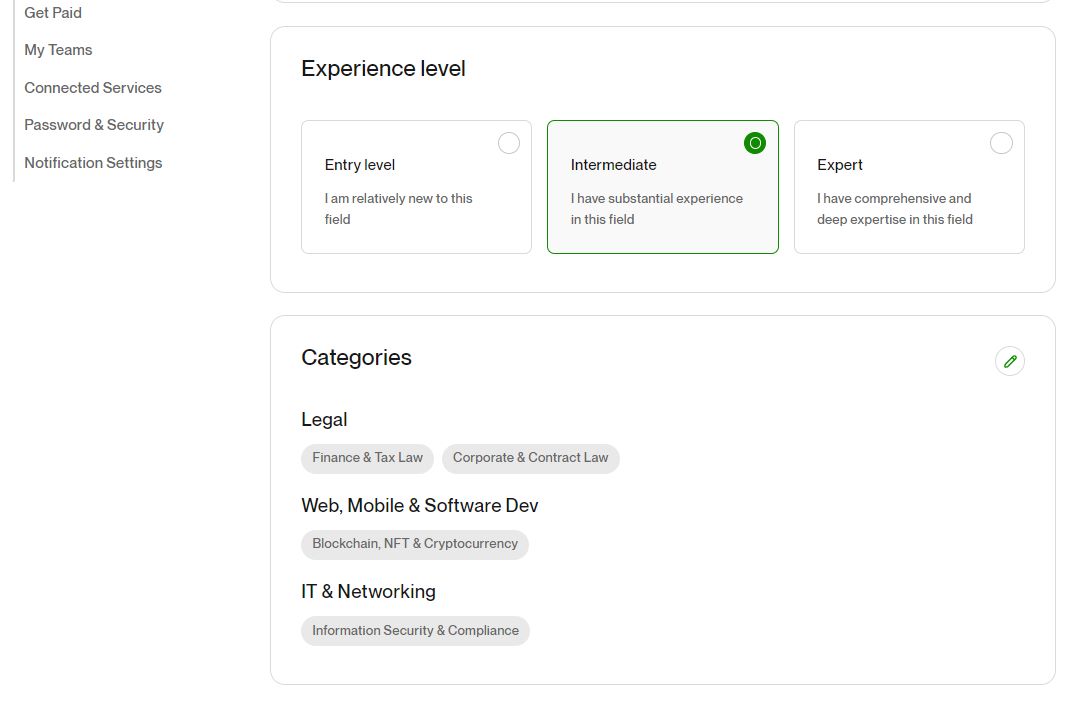 Get Paid
My Teams
Connected Services
Password & Security
Notification Settings
Experience level
Entry level
I am relatively new to this
field
Intermediate
I have substantial experience
in this field
Expert
I have comprehensive and
deep expertise in this field
Categories
Legal
Finance & Tax Law
Corporate & Contract Law
Web, Mobile & Software Dev
Blockchain, NFT & Cryptocurrency
IT & Networking
Information Security & Compliance